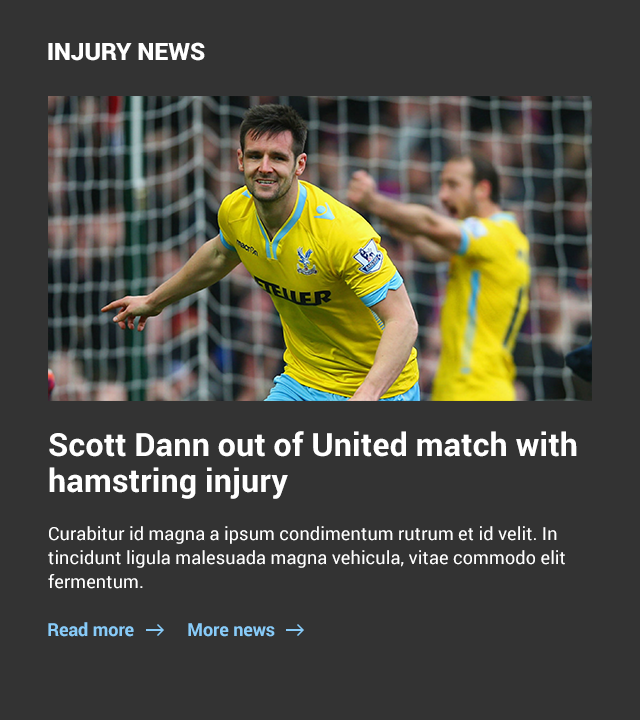 INJURY NEWS
macron
Scott Dann out of United match with
hamstring injury
Curabitur id magna a ipsum condimentum rutrum et id velit. In
tincidunt ligula malesuada magna vehicula, vitae commodo elit
fermentum.
Read more →   More news →